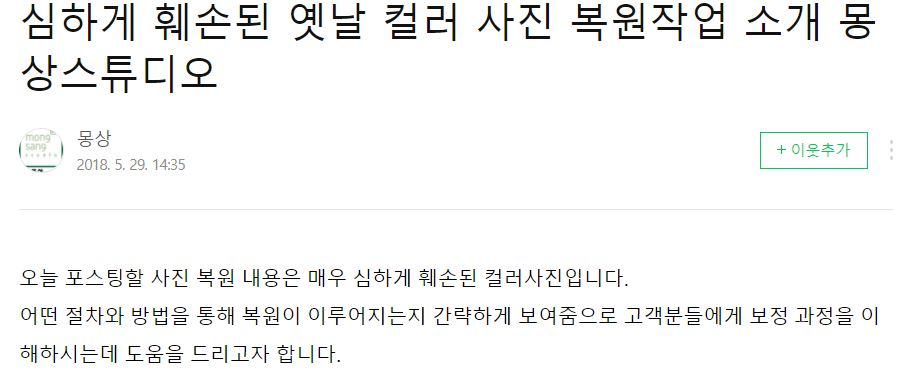 심하게 훼손된 옛날 컬러 사진 복원작업 소개 몽
상스튜디오
mong
sang
몽상
2018. 5. 29. 14:35
+ 이웃추가
오늘 포스팅할 사진 복원 내용은 매우 심하게 훼손된 컬러사진입니다.
어떤 절차와 방법을 통해 복원이 이루어지는지 간략하게 보여줌으로 고객분들에게 보정 과정을 이
해하시는데 도움을 드리고자 합니다.